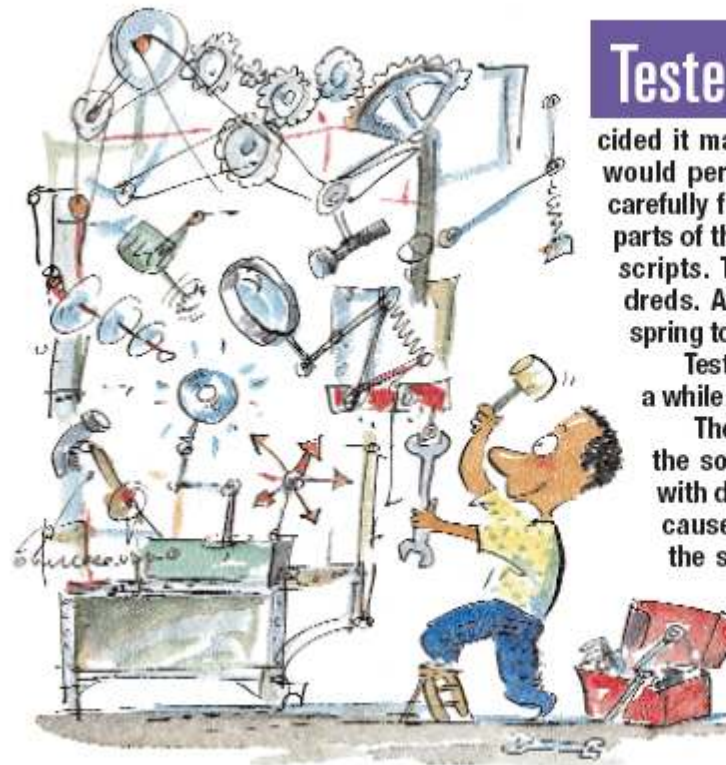 Teste
cided it ma
would per
carefully f
parts of th
scripts. T
dreds. A
spring to
Test
a while
The
the so
with d
cause
the s